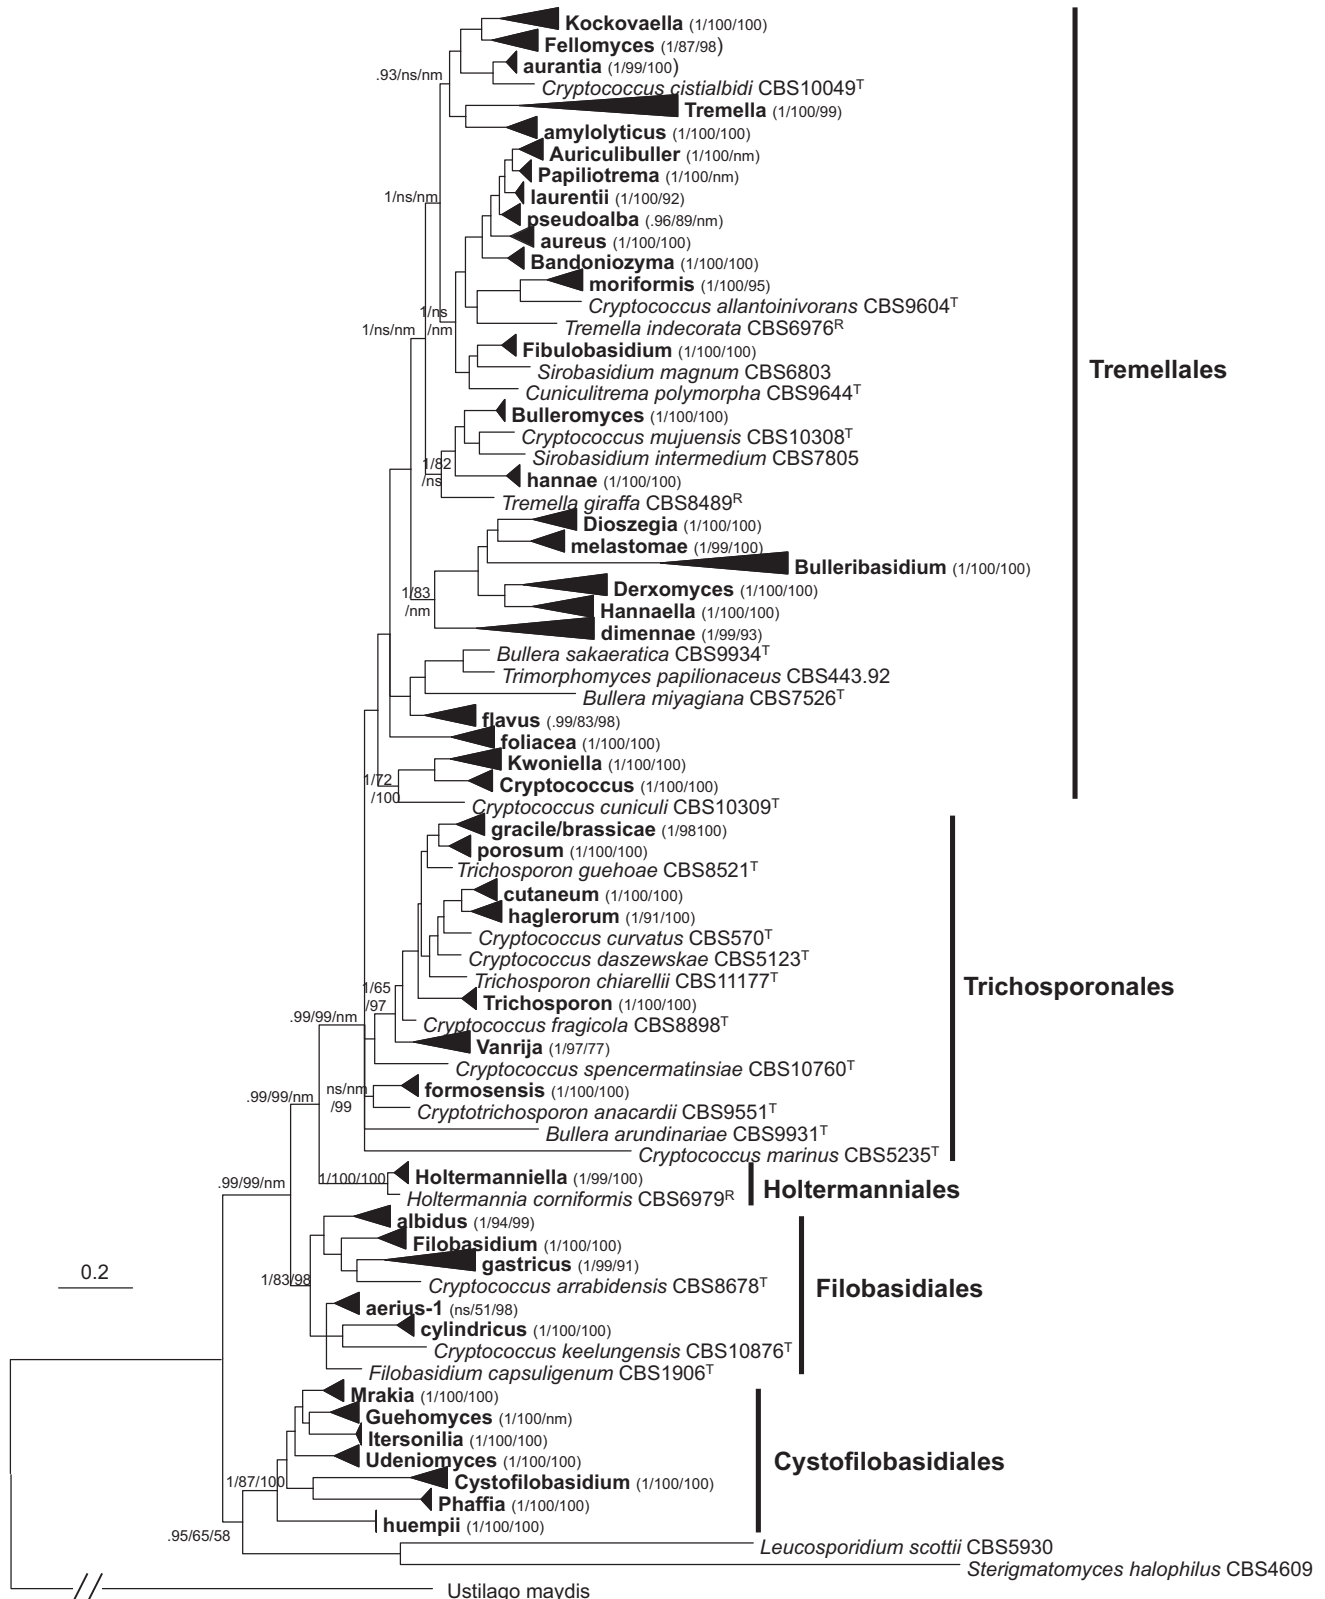 Kockovaella (1/100/100)
Fellomyces (1/87/98)
aurantia (1/99/100)
.93/ns/nm
Cryptococcus cistialbidi CBS10049T
Tremella (1/100/99)
amylolyticus (1/100/100)
Auriculibuller (1/100/nm)
Papiliotrema (1/100/nm)
1/ns/nm
laurentii (1/100/92)
pseudoalba (.96/89/nm)
aureus (1/100/100)
Bandoniozyma (1/100/100)
moriformis (1/100/95)
Cryptococcus allantoinivorans CBS9604T
1/ns
/nm
1/ns/nm
Tremella indecorata CBS6976R
Fibulobasidium (1/100/100)
Sirobasidium magnum CBS6803
Tremellales
Cuniculitrema polymorpha CBS9644T
Bulleromyces (1/100/100)
Cryptococcus mujuensis CBS10308T
Sirobasidium intermedium CBS7805
1/82
/ns
hannae (1/100/100)
Tremella giraffa CBS8489R
Dioszegia (1/100/100)
melastomae (1/99/100)
Bulleribasidium (1/100/100)
Derxomyces (1/100/100)
1/83
/nm
Hannaella (1/100/100)
dimennae (1/99/93)
Bullera sakaeratica CBS9934T
Trimorphomyces papilionaceus CBS443.92
Bullera miyagiana CBS7526T
flavus (.99/83/98)
foliacea (1/100/100)
Kwoniella (1/100/100)
1/72
/100
Cryptococcus (1/100/100)
Cryptococcus cuniculi CBS10309T
gracile/brassicae (1/98100)
porosum (1/100/100)
Trichosporon guehoae CBS8521T
cutaneum (1/100/100)
haglerorum (1/91/100)
Cryptococcus curvatus CBS570T
Cryptococcus daszewskae CBS5123T
Trichosporon chiarellii CBS11177T
Trichosporonales
1/65
/97
Trichosporon (1/100/100)
.99/99/nm
Cryptococcus fragicola CBS8898T
Vanrija (1/97/77)
Cryptococcus spencermatinsiae CBS10760T
formosensis (1/100/100)
ns/nm
/99
.99/99/nm
Cryptotrichosporon anacardii CBS9551T
Bullera arundinariae CBS9931T
Cryptococcus marinus CBS5235T
1/100/100
Holtermanniella (1/99/100)
.99/99/nm
Holtermanniales
Holtermannia corniformis CBS6979R
albidus (1/94/99)
Filobasidium (1/100/100)
gastricus (1/99/91)
0.2
1/83/98
Cryptococcus arrabidensis CBS8678T
Filobasidiales
aerius-1 (ns/51/98)
cylindricus (1/100/100)
Cryptococcus keelungensis CBS10876T
Filobasidium capsuligenum CBS1906T
Mrakia (1/100/100)
Guehomyces (1/100/nm)
Itersonilia (1/100/100)
Udeniomyces (1/100/100)
Cystofilobasidiales
1/87/100
Cystofilobasidium (1/100/100)
Phaffia (1/100/100)
huempii (1/100/100)
.95/65/58
Leucosporidium scottii CBS5930
Sterigmatomyces halophilus CBS4609
Ustilago maydis